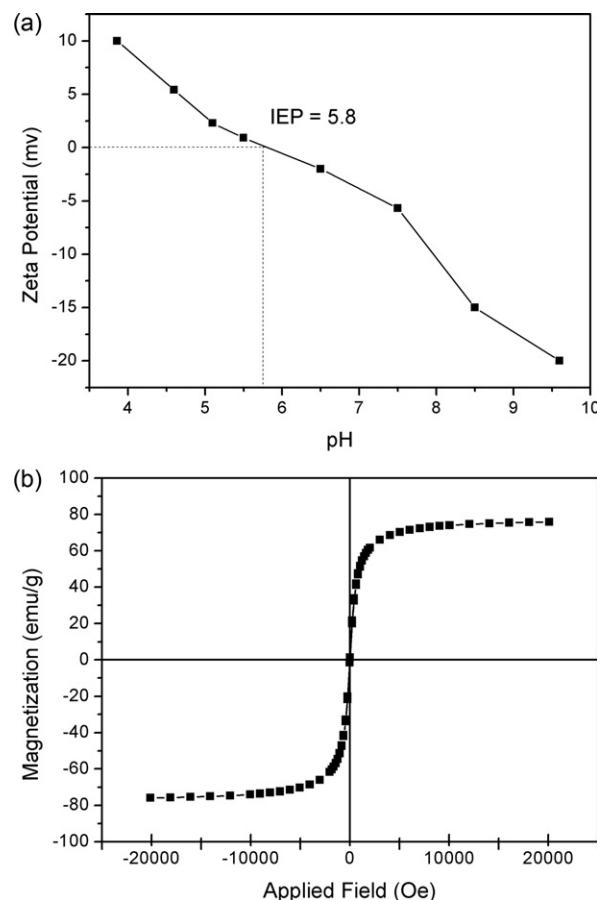 (a)
10
5
0
-5
-10
-15
-20
Zeta Potential (mv)
IEP = 5.8
4 5 6 7 8 9 10
pH
(b)
100
80
60
40
20
0
-20
-40
-60
-80
-100
Magnetization (emu/g)
-20000 -10000 0 10000 20000
Applied Field (Oe)